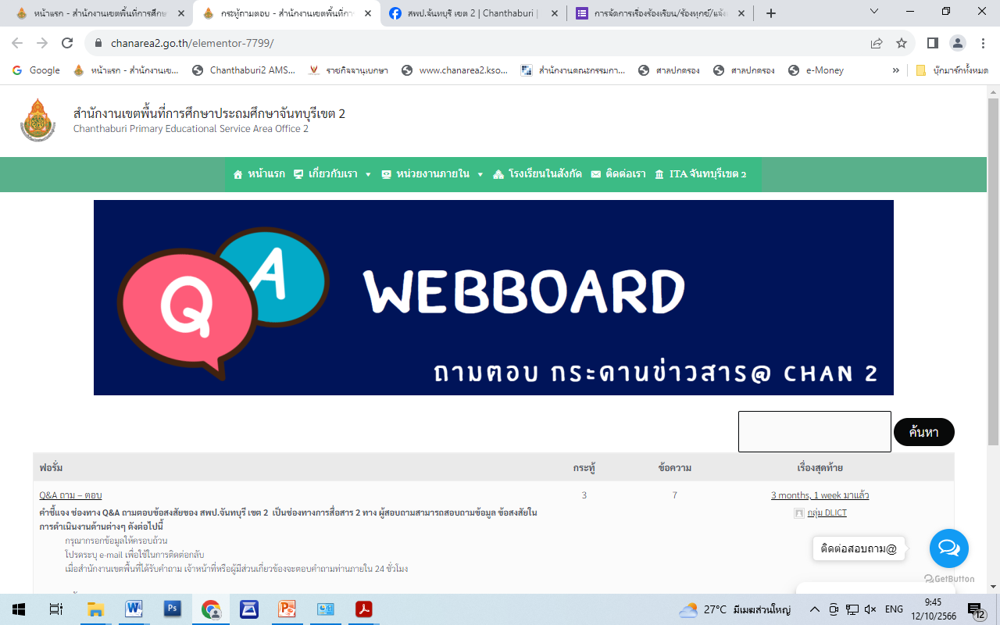 หน้าแรก - สำนักงานเขตพื้นที่การศึกษ
กระทู้ถามตอบ - สำนักงานเขตพื้นที่กา
สพป.จันทบุรี เขต 2 | Chanthaburi |
การจัดการเรื่องร้องเรียน/ร้องทุกข์/แจ้ง
chanarea2.go.th/elementor-7799/
Google
หน้าแรก - สำนักงานเข...
Chanthaburi2 AMS...
ราชกิจจานุเบกษา
www.chanarea2.kso...
สำนักงานคณะกรรมกา...
ศาลปกครอง
ศาลปกครอง
e-Money
»
บุ๊กมาร์กทั้งหมด
สำนักงานเขตพื้นที่การศึกษาประถมศึกษาจันทบุรีเขต 2
Chanthaburi Primary Educational Service Area Office 2
หน้าแรก เกี่ยวกับเรา หน่วยงานภายใน โรงเรียนในสังกัด ติดต่อเรา ITA จันทบุรีเขต 2
Q A
WEBBOARD
ถามตอบ กระดานข่าวสาร@ CHAN 2
ค้นหา
ฟอรั่ม กระทู้ ข้อความ เรื่องสุดท้าย
Q&A ถาม – ตอบ 3 7 3 months, 1 week มาแล้ว
กลุ่ม DLICT
คำชี้แจง ช่องทาง Q&A ถามตอบข้อสงสัยของ สพป.จันทบุรี เขต 2 เป็นช่องทางการสื่อสาร 2 ทาง ผู้สอบถามสามารถสอบถามข้อมูล ข้อสงสัยใน
การดำเนินงานด้านต่างๆ ดังต่อไปนี้
กรุณากรอกข้อมูลให้ครอบถ้วน
โปรดระบุ e-mail เพื่อใช้ในการติดต่อกลับ
เมื่อสำนักงานเขตพื้นที่ได้รับคำถาม เจ้าหน้าที่หรือผู้มีส่วนเกี่ยวข้องจะตอบคำถามท่านภายใน 24 ชั่วโมง
ติดต่อสอบถาม@
GetButton
27°C มีเมฆส่วนใหญ่
ENG
9:45
12/10/2566
12